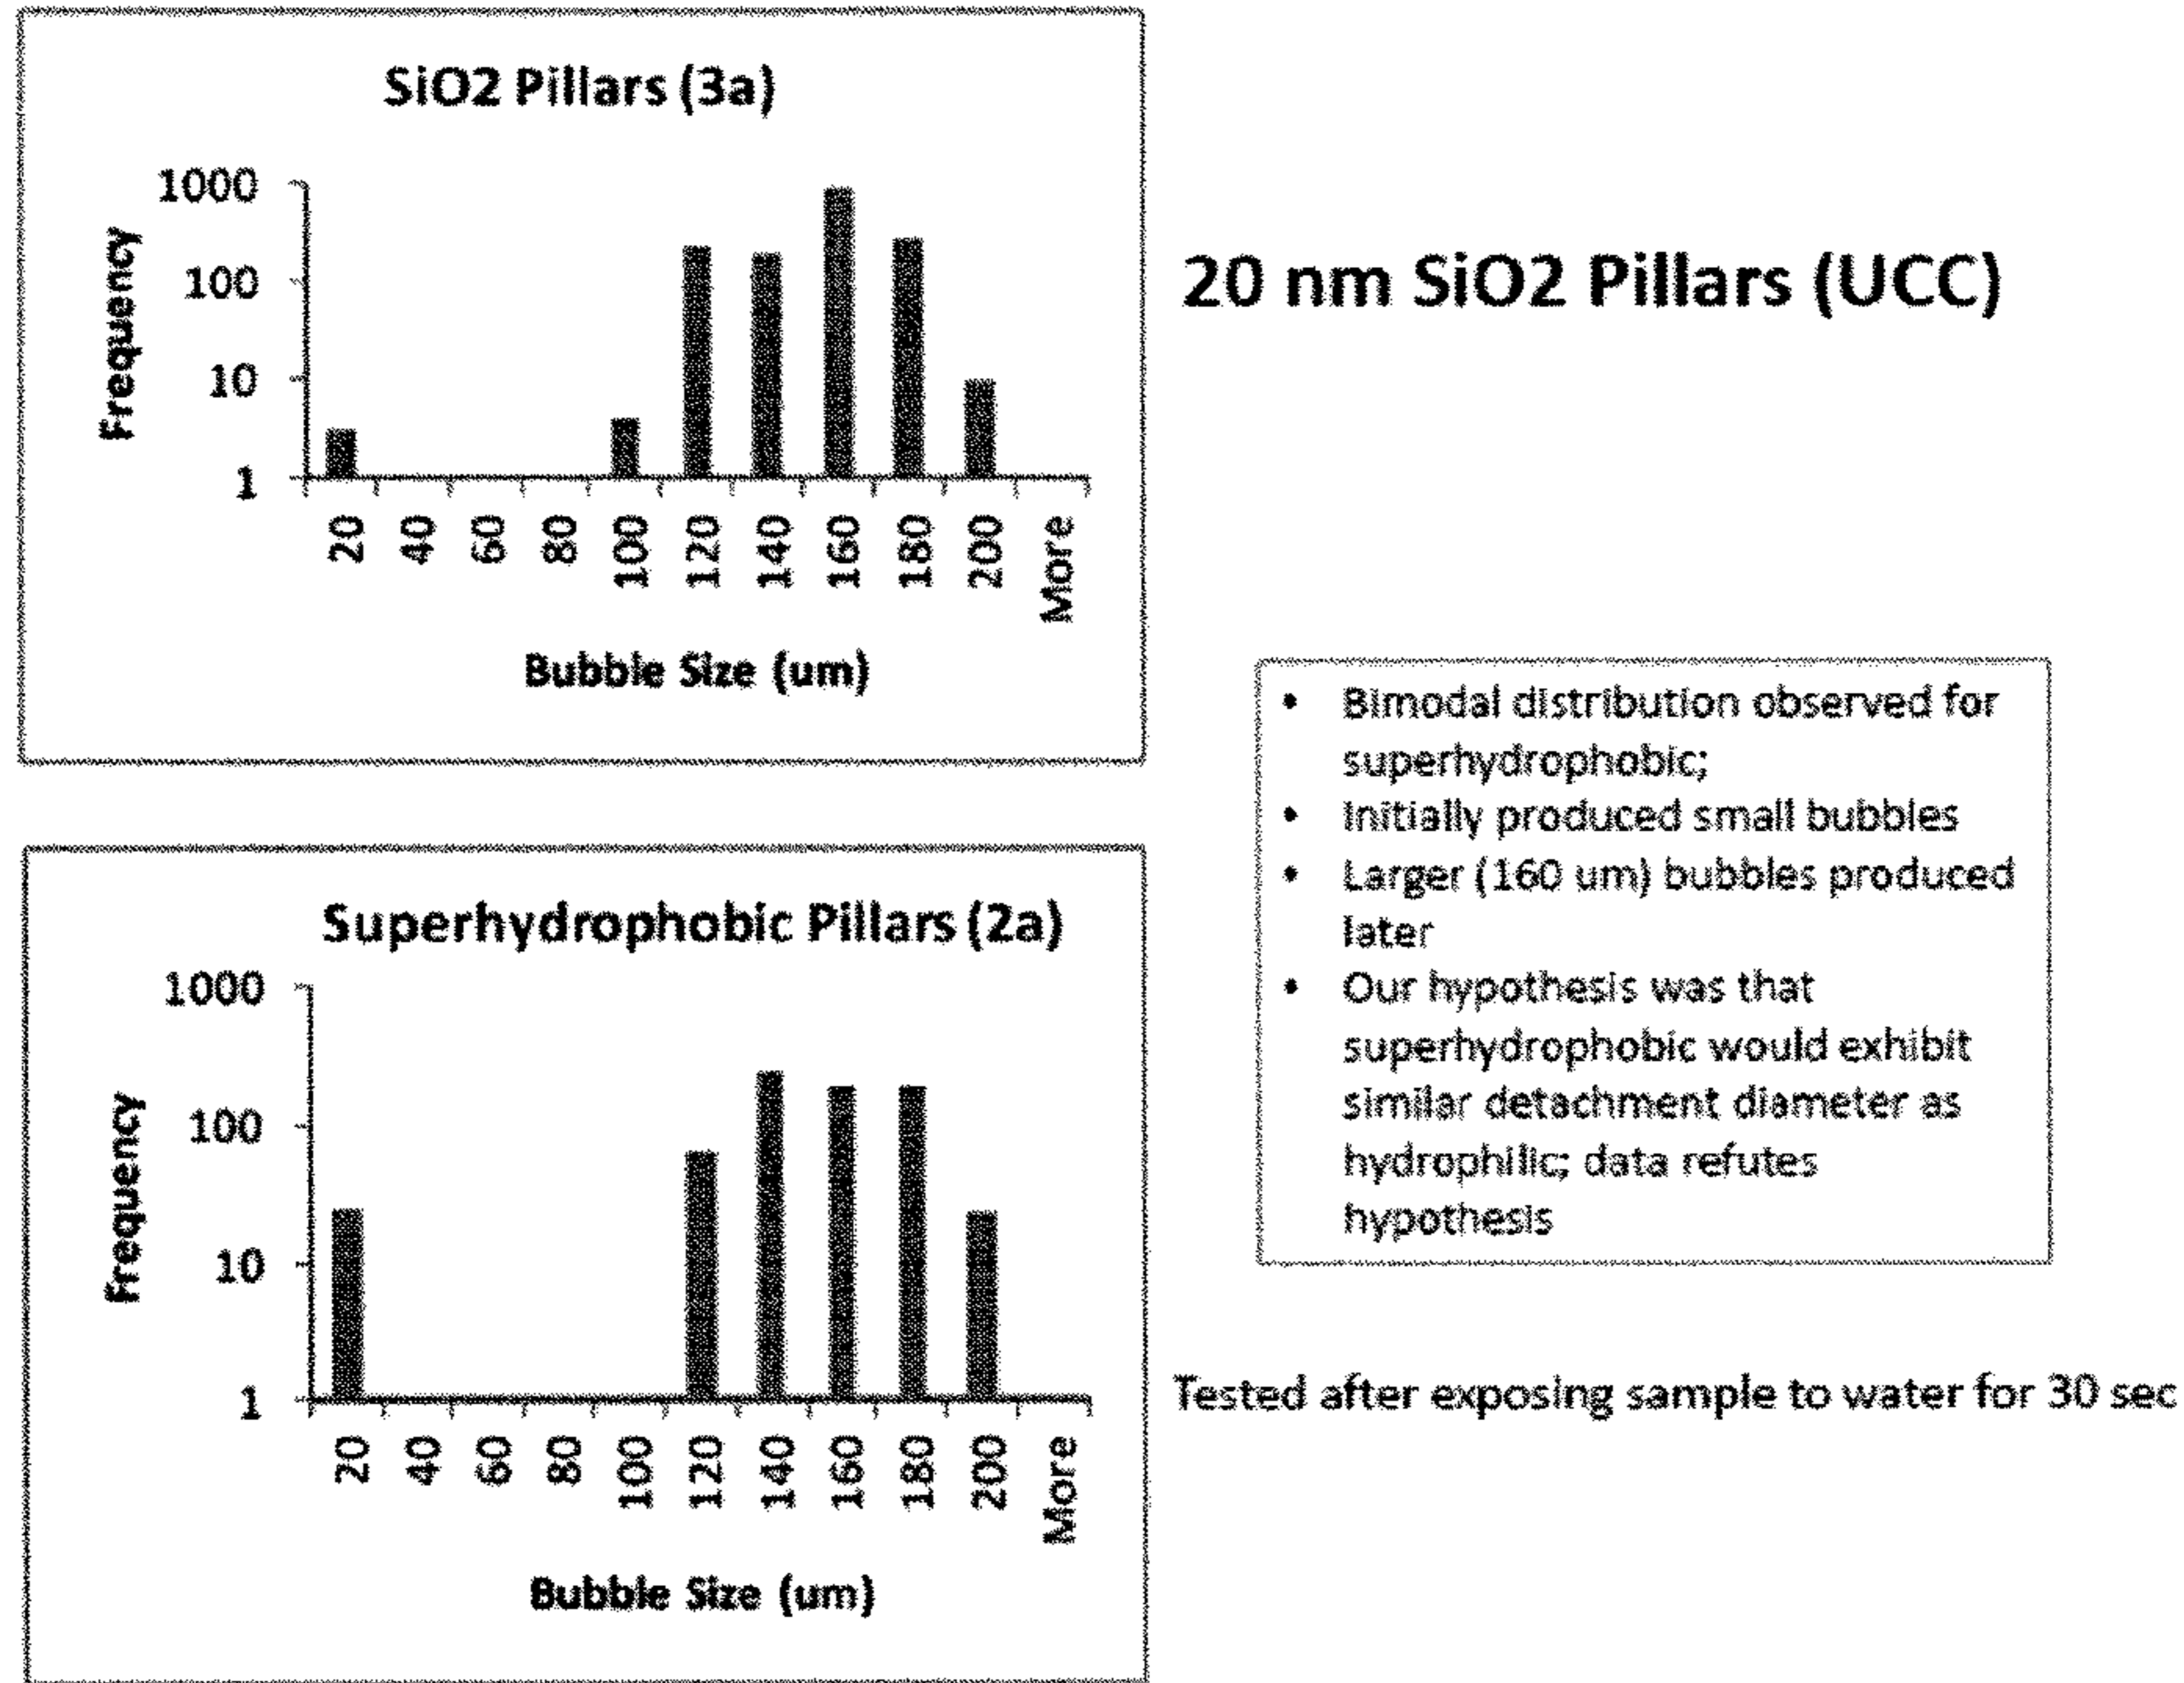 SiO2 Pillars (3a)
1000
100
10
1
Frequency
20 40 60 80 100 120 140 160 180 200 More
Bubble Size (um)
20 nm SiO2 Pillars (UCC)
Superhydrophobic Pillars (2a)
1000
100
10
1
Frequency
20 40 60 80 100 120 140 160 180 200 More
Bubble Size (um)
• Bimodal distribution observed for
superhydrophobic;
• Initially produced small bubbles
• Larger (160 um) bubbles produced
later
• Our hypothesis was that
superhydrophobic would exhibit
similar detachment diameter as
hydrophilic; data refutes
hypothesis
Tested after exposing sample to water for 30 sec